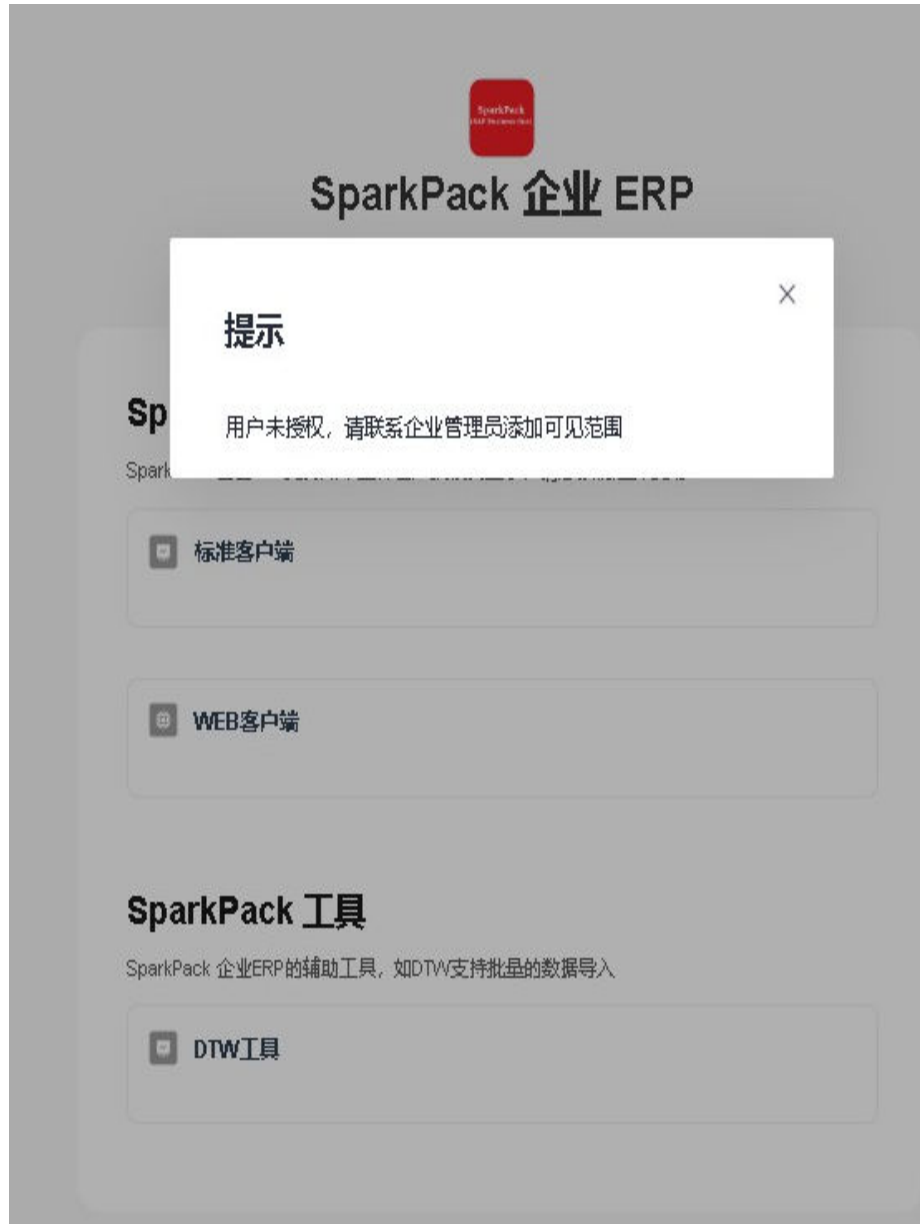 SparkPack
SparkPack 企业 ERP
提示
用户未授权，请联系企业管理员添加可见范围
Sp
Spark
标准客户端
WEB客户端
SparkPack 工具
SparkPack 企业ERP的辅助工具，如DTW支持批量的数据导入
DTW工具